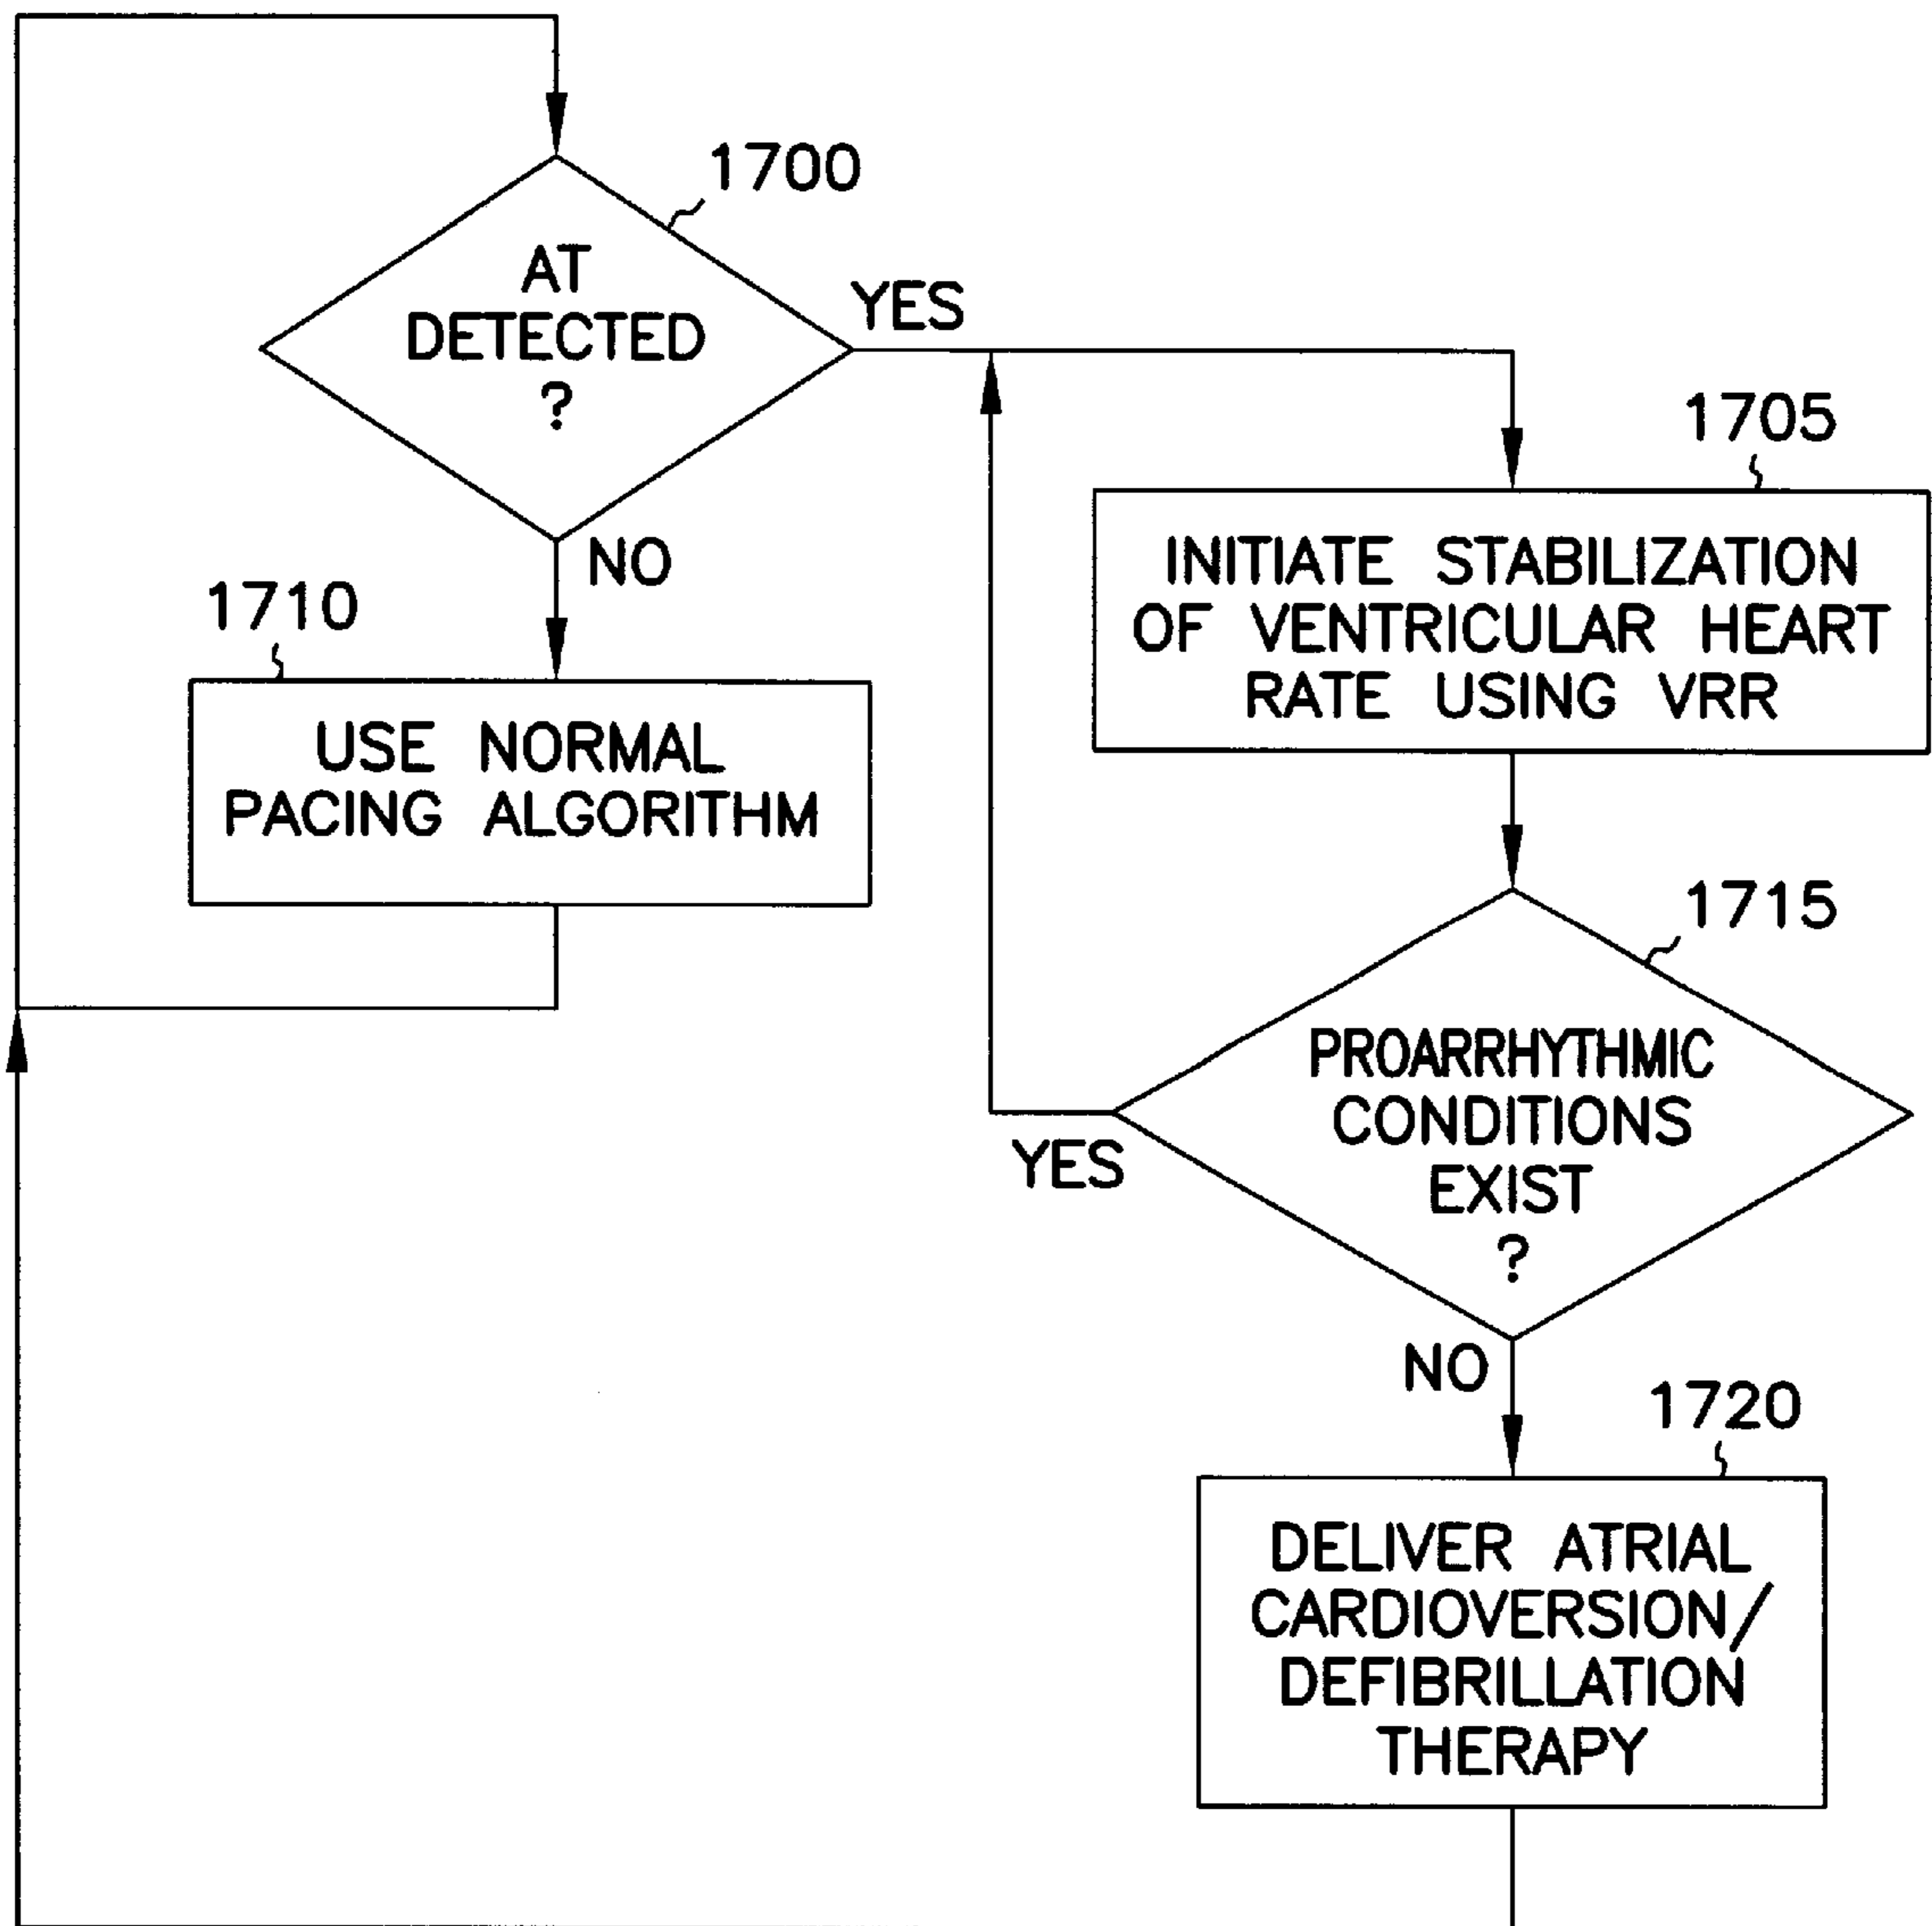 1700
AT
DETECTED
?
YES
NO
1705
INITIATE STABILIZATION
OF VENTRICULAR HEART
RATE USING VRR
1710
USE NORMAL
PACING ALGORITHM
1715
PROARRHYTHMIC
CONDITIONS
EXIST
?
YES
NO
1720
DELIVER ATRIAL
CARDIOVERSION/
DEFIBRILLATION
THERAPY